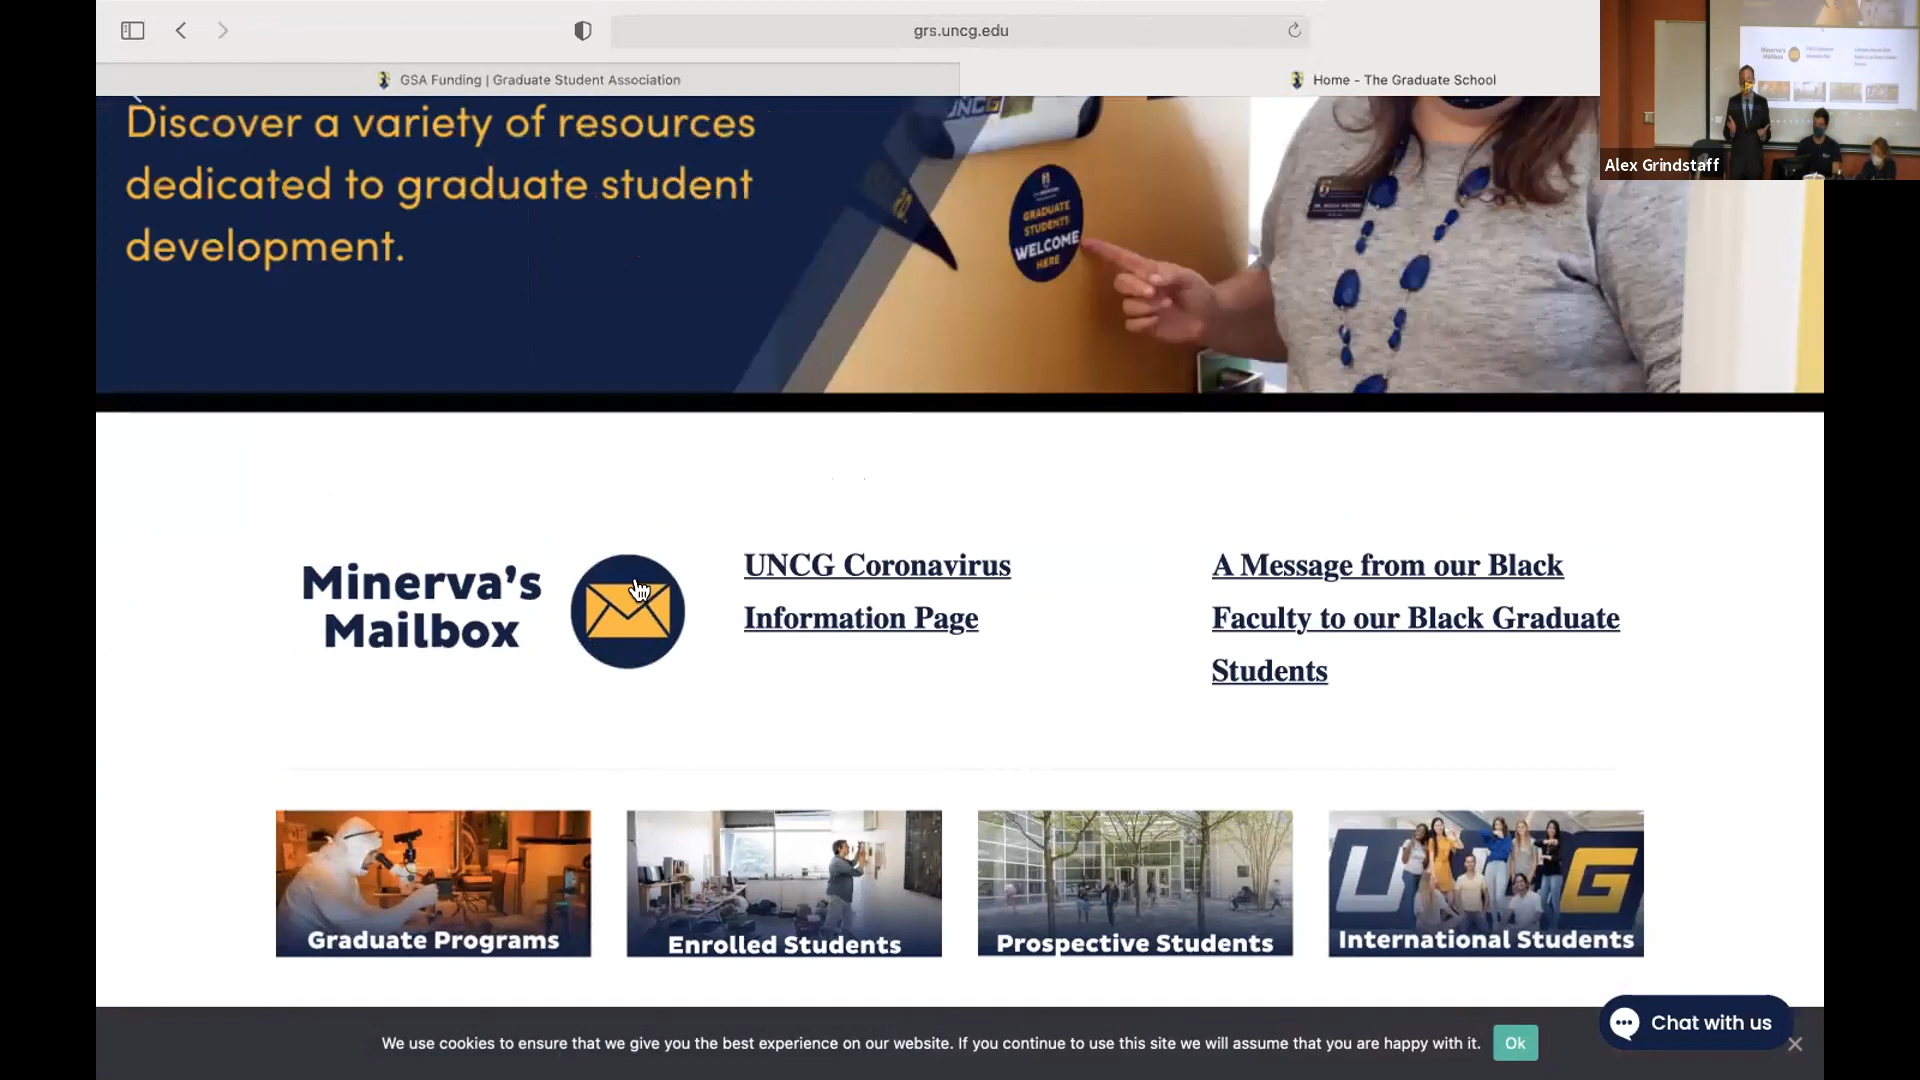 grs.uncg.edu
GSA Funding | Graduate Student Association
Home - The Graduate School
Minerva's
Mailbox
Alex Grindstaff
Discover a variety of resources
dedicated to graduate student
development.
UNCG
GRADUATE
STUDENTS
WELCOME
HERE
Minerva's
Mailbox
UNCG Coronavirus
Information Page
A Message from our Black
Faculty to our Black Graduate
Students
Graduate Programs
Enrolled Students
Prospective Students
UNCG
International Students
We use cookies to ensure that we give you the best experience on our website. If you continue to use this site we will assume that you are happy with it.
Ok
Chat with us